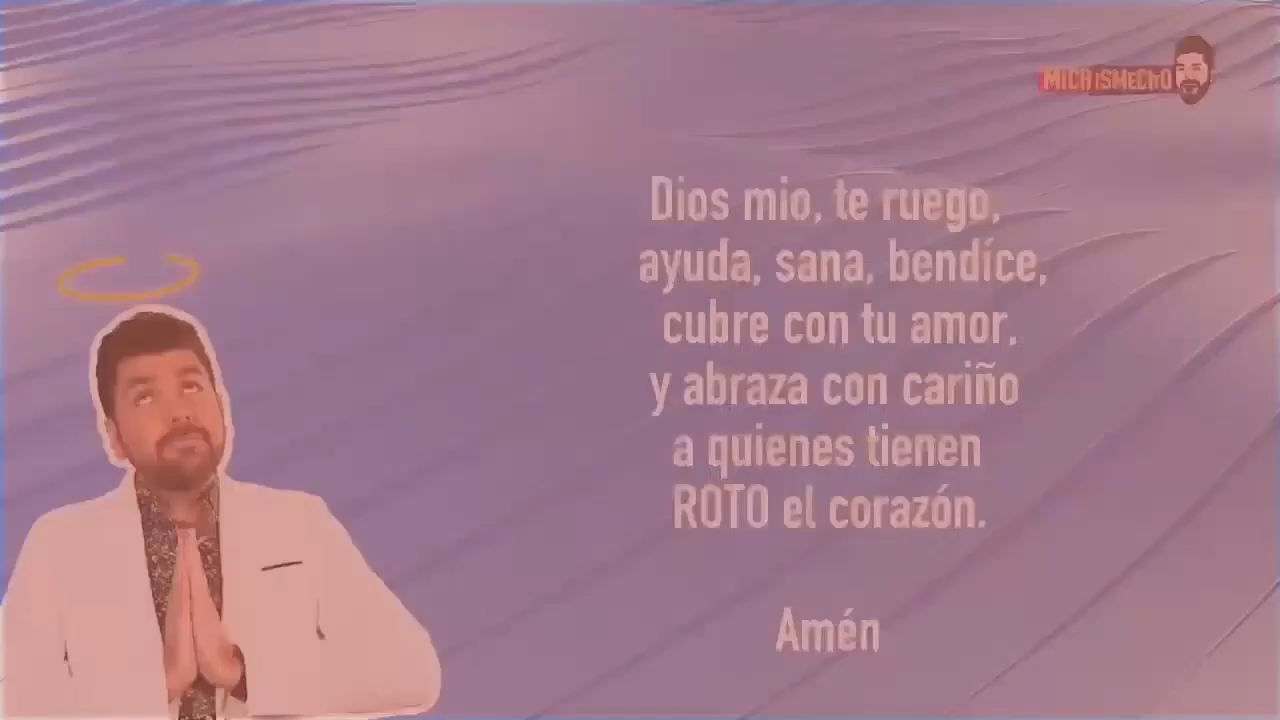 MiCHiSMEChO
Dios mio, te ruego,
ayuda, sana, bendíce,
cubre con tu amor,
y abraza con cariño
a quienes tienen
ROTO el corazón.
Amén